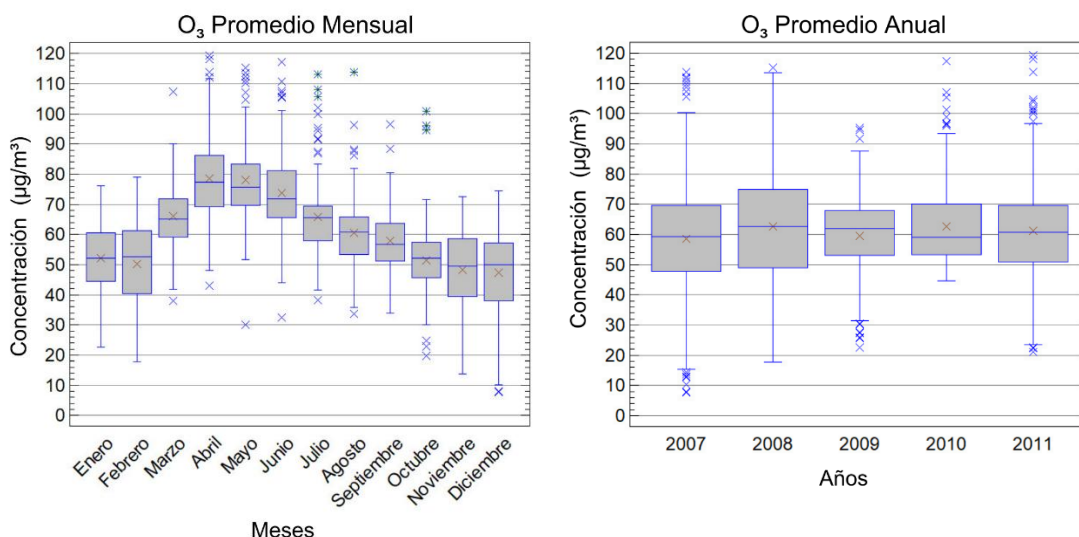 O₃ Promedio Mensual
Concentración (µg/m³)
120
110
100
90
80
70
60
50
40
30
20
10
0
Enero
Febrero
Marzo
Abril
Mayo
Junio
Julio
Agosto
Septiembre
Octubre
Noviembre
Diciembre
Meses
O₃ Promedio Anual
Concentración (µg/m³)
120
110
100
90
80
70
60
50
40
30
20
10
0
2007
2008
2009
2010
2011
Años